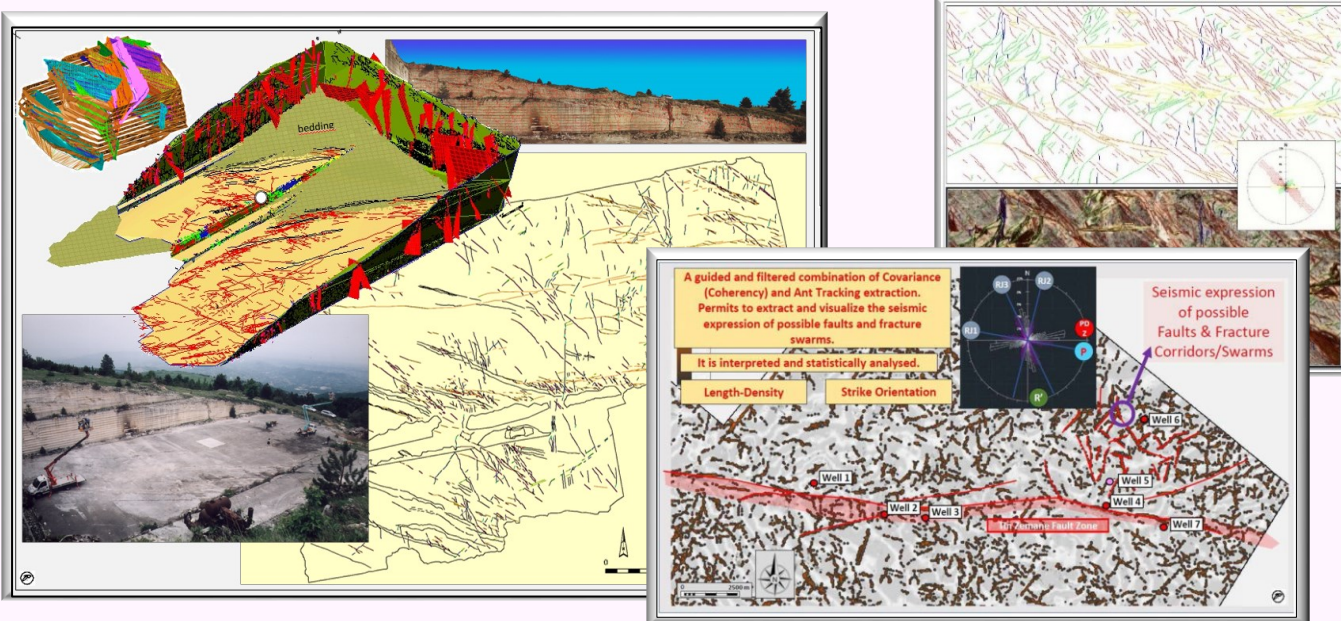 bedding
0
A guided and filtered combination of Covariance
(Coherency) and Ant Tracking extraction.
Permits to extract and visualize the seismic
expression of possible faults and fracture
swarms.
It is interpreted and statistically analysed.
Length-Density
Strike Orientation
N
RJ3
RJ2
RJ1
PD
Z
P
R'
Seismic expression
of possible
Faults & Fracture
Corridors/Swarms
Well 6
Well 1
Well 5
Well 2
Well 3
Well 4
Well 7
Fault Zone
0
2500 m